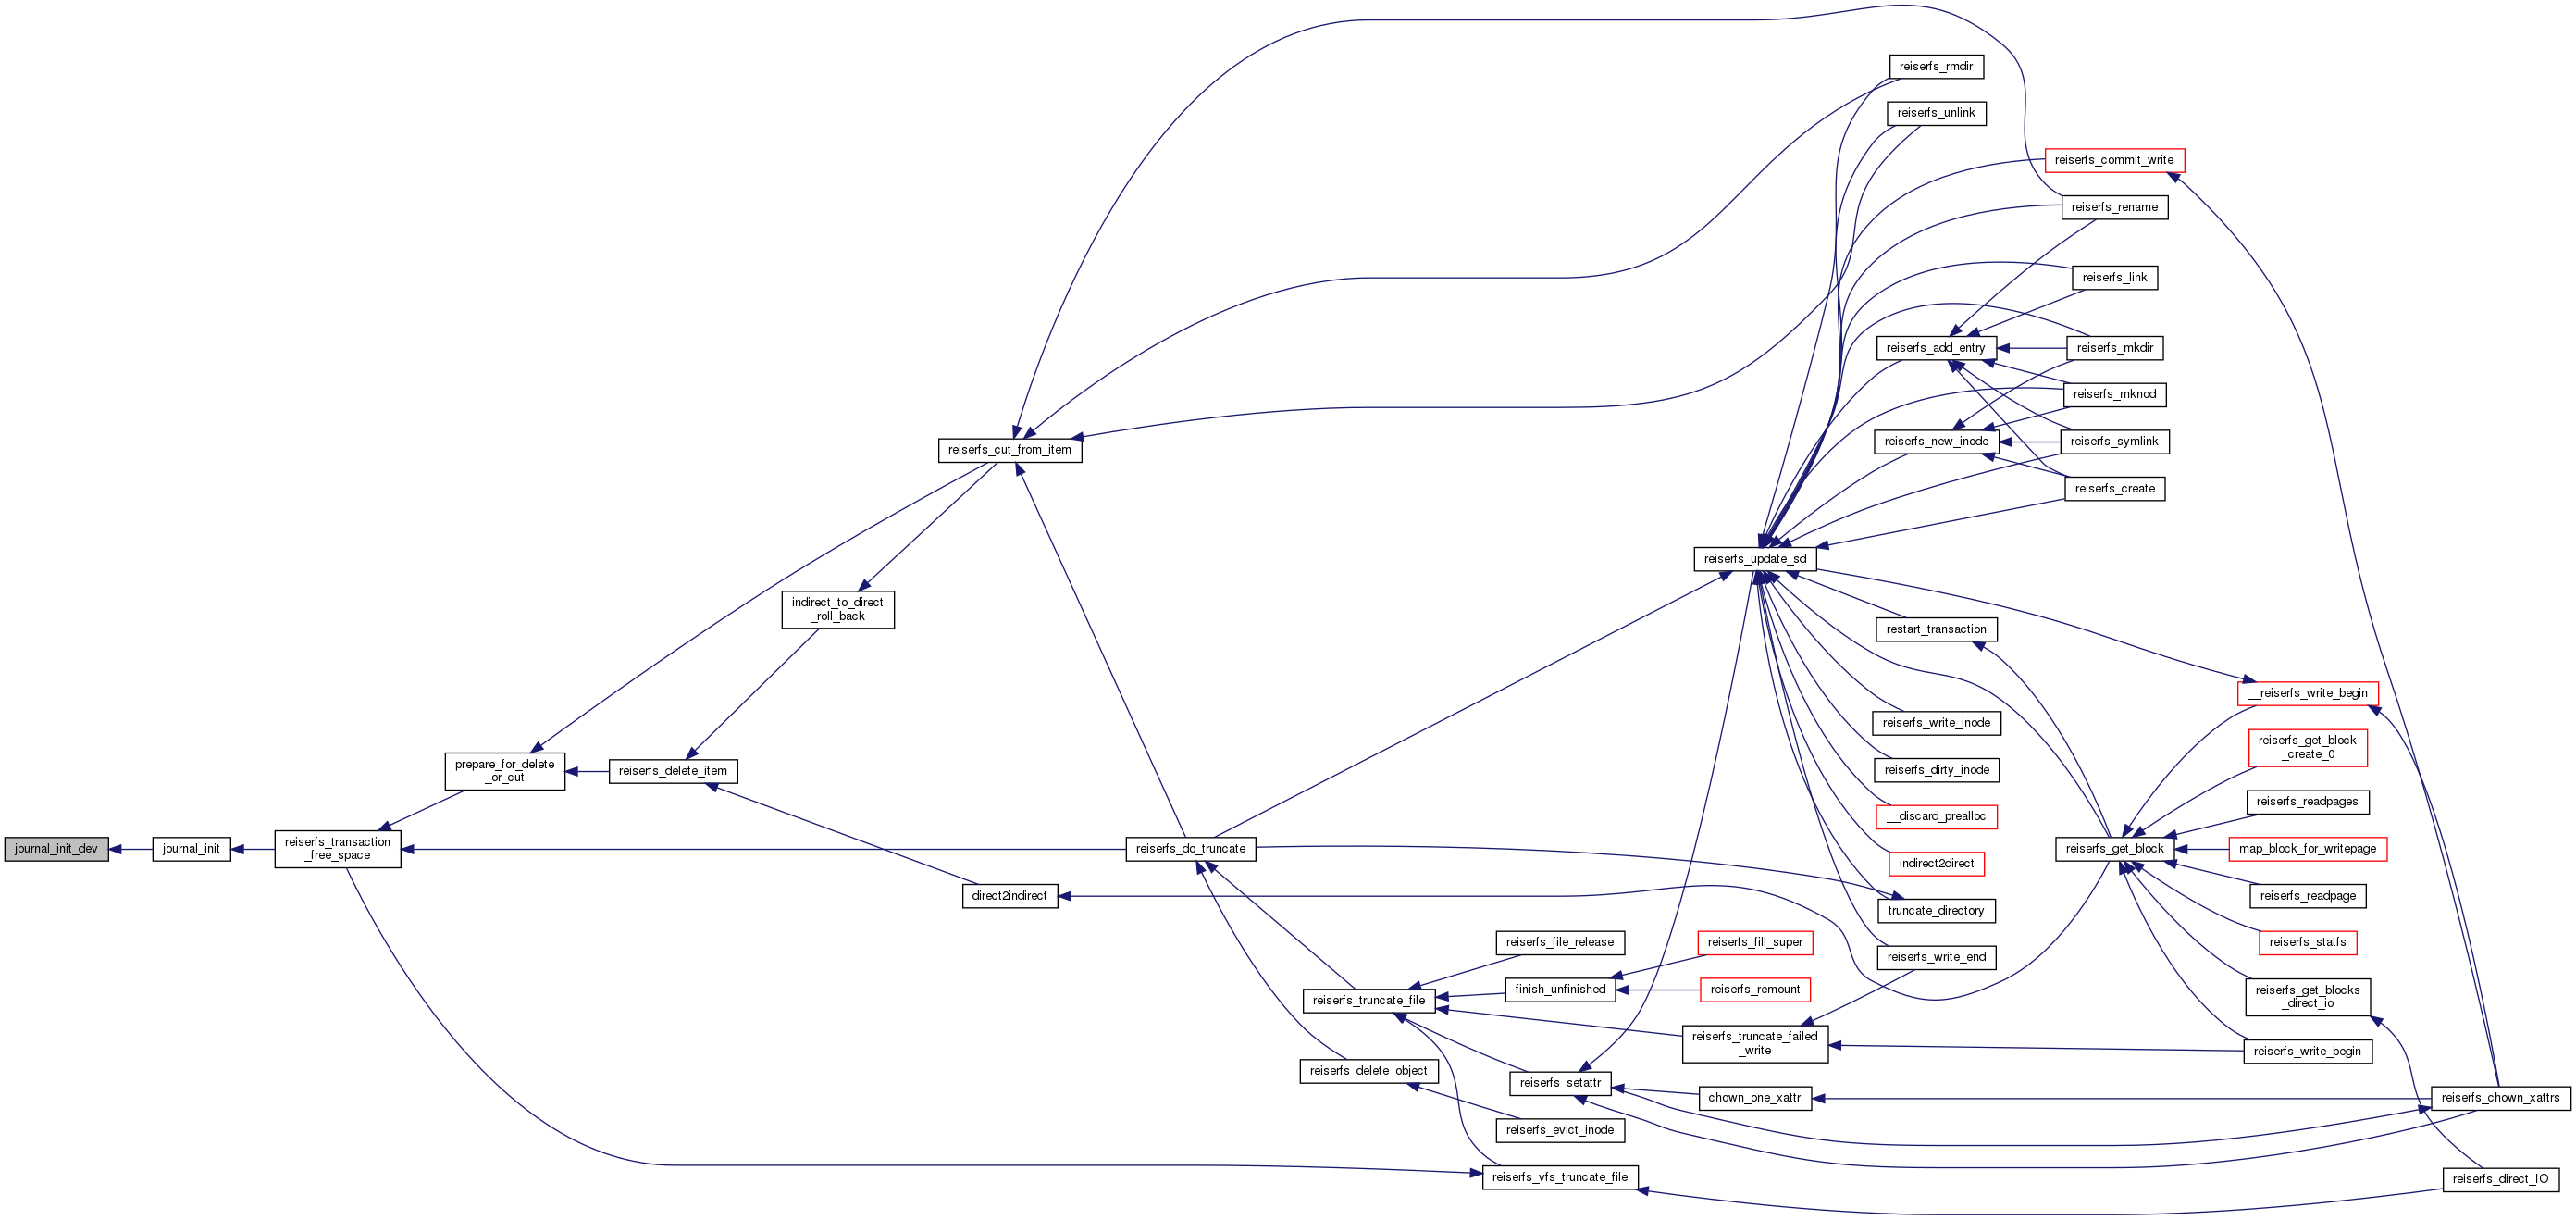 reiserfs_rmdir
reiserfs_unlink
reiserfs_commit_write
reiserfs_rename
reiserfs_link
reiserfs_add_entry
reiserfs_mkdir
reiserfs_mknod
reiserfs_new_inode
reiserfs_symlink
reiserfs_cut_from_item
reiserfs_create
reiserfs_update_sd
indirect_to_direct
_roll_back
restart_transaction
__reiserfs_write_begin
reiserfs_write_inode
reiserfs_get_block
_create_0
prepare_for_delete
_or_cut
reiserfs_delete_item
reiserfs_dirty_inode
reiserfs_readpages
__discard_prealloc
journal_init_dev
journal_init
reiserfs_transaction
_free_space
reiserfs_do_truncate
reiserfs_get_block
map_block_for_writepage
indirect2direct
direct2indirect
reiserfs_readpage
truncate_directory
reiserfs_file_release
reiserfs_fill_super
reiserfs_statfs
reiserfs_write_end
reiserfs_truncate_file
finish_unfinished
reiserfs_remount
reiserfs_get_blocks
_direct_io
reiserfs_truncate_failed
_write
reiserfs_write_begin
reiserfs_delete_object
reiserfs_setattr
chown_one_xattr
reiserfs_chown_xattrs
reiserfs_evict_inode
reiserfs_vfs_truncate_file
reiserfs_direct_IO